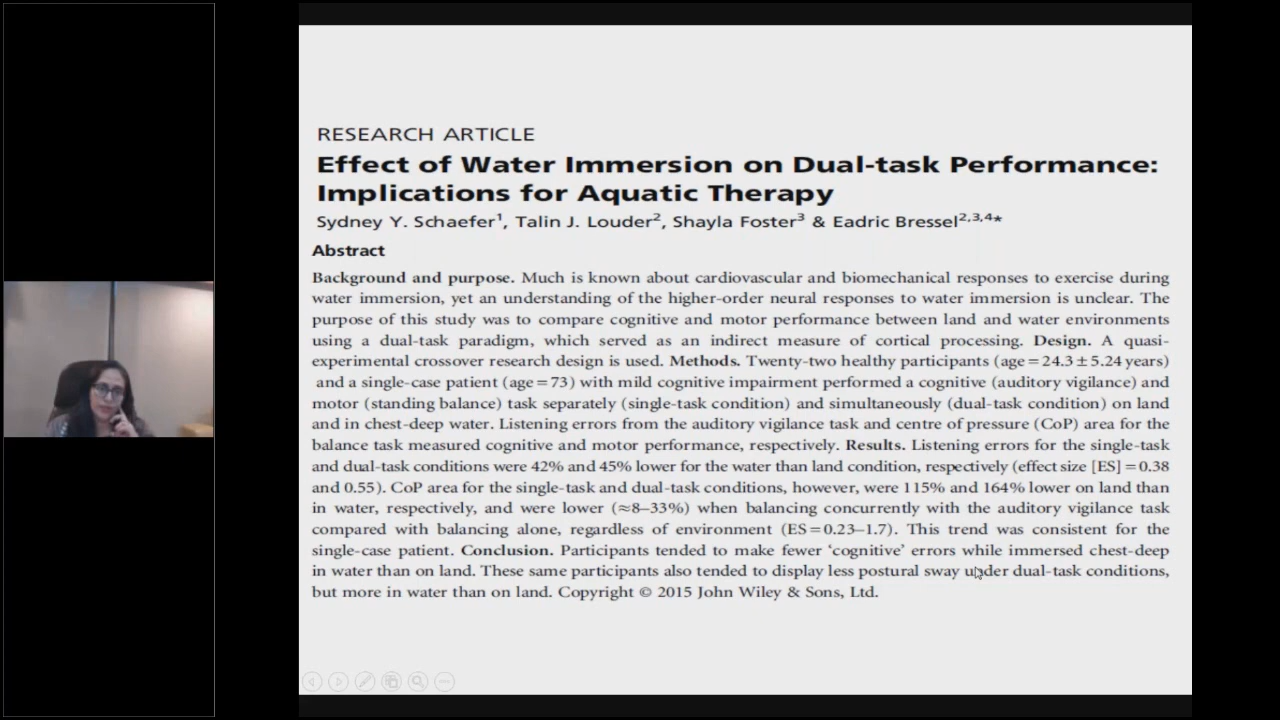 RESEARCH ARTICLE
Effect of Water Immersion on Dual-task Performance:
Implications for Aquatic Therapy
Sydney Y. Schaefer1, Talin J. Louder2, Shayla Foster3 & Eadric Bressel2,3,4*
Abstract
Background and purpose. Much is known about cardiovascular and biomechanical responses to exercise during
water immersion, yet an understanding of the higher-order neural responses to water immersion is unclear. The
purpose of this study was to compare cognitive and motor performance between land and water environments
using a dual-task paradigm, which served as an indirect measure of cortical processing. Design. A quasi-
experimental crossover research design is used. Methods. Twenty-two healthy participants (age = 24.3 ± 5.24 years)
and a single-case patient (age = 73) with mild cognitive impairment performed a cognitive (auditory vigilance) and
motor (standing balance) task separately (single-task condition) and simultaneously (dual-task condition) on land
and in chest-deep water. Listening errors from the auditory vigilance task and centre of pressure (CoP) area for the
balance task measured cognitive and motor performance, respectively. Results. Listening errors for the single-task
and dual-task conditions were 42% and 45% lower for the water than land condition, respectively (effect size [ES] = 0.38
and 0.55). CoP area for the single-task and dual-task conditions, however, were 115% and 164% lower on land than
in water, respectively, and were lower (≈8–33%) when balancing concurrently with the auditory vigilance task
compared with balancing alone, regardless of environment (ES = 0.23–1.7). This trend was consistent for the
single-case patient. Conclusion. Participants tended to make fewer ‘cognitive’ errors while immersed chest-deep
in water than on land. These same participants also tended to display less postural sway under dual-task conditions,
but more in water than on land. Copyright © 2015 John Wiley & Sons, Ltd.